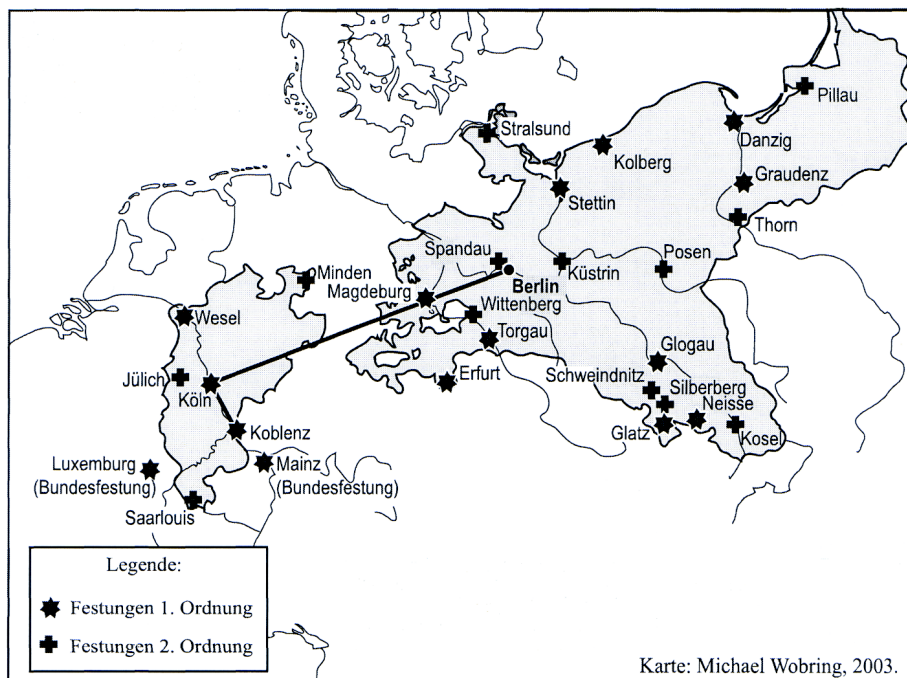 Pillau
Stralsund
Danzig
Kolberg
Graudenz
Stettin
Thorn
Spandau
Posen
Minden
Berlin
Küstrin
Magdeburg
Wittenberg
Wesel
Torgau
Glogau
Jülich
Erfurt
Schweindnitz
Silberberg
Köln
Neisse
Koblenz
Glatz
Kosel
Luxemburg
(Bundesfestung)
Mainz
(Bundesfestung)
Saarlouis
Legende:
Festungen 1. Ordnung
Festungen 2. Ordnung
Karte: Michael Wobring, 2003.